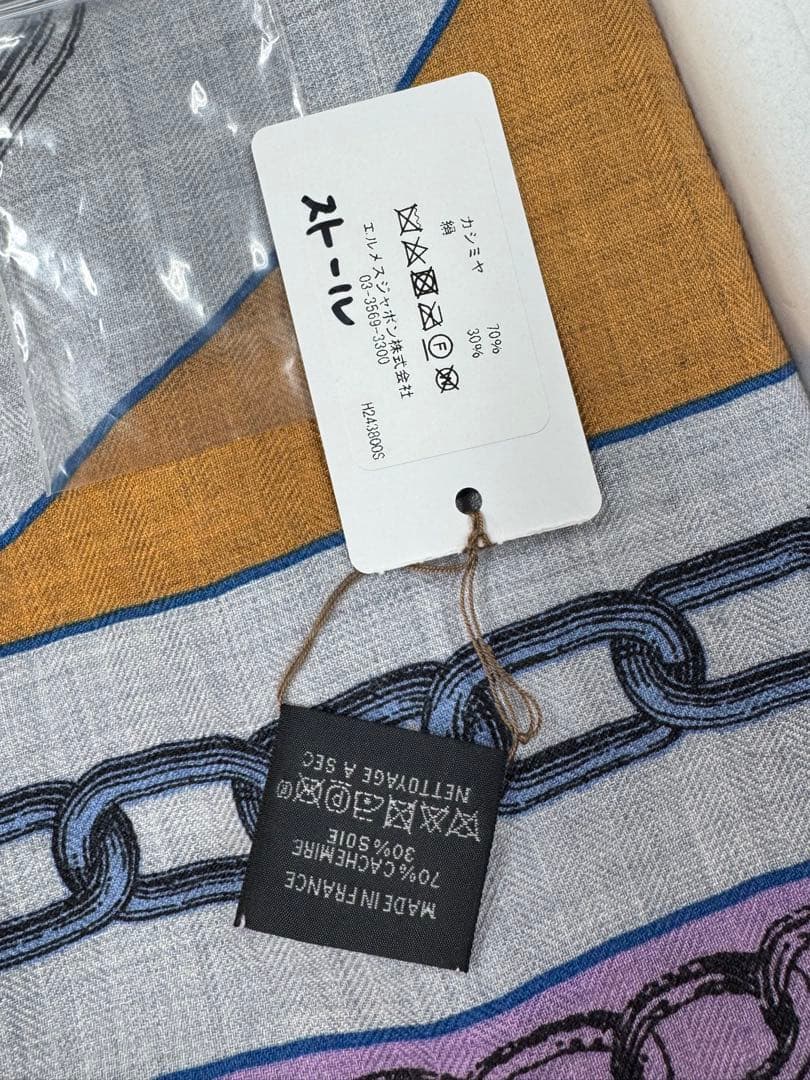 ストール
カシミヤ 70%
絹 30%
エルメスジャポン株式会社
03-3569-3300
H243800S
MADE IN FRANCE
70% CACHEMIRE
30% SOIE
NETTOYAGE A SEC